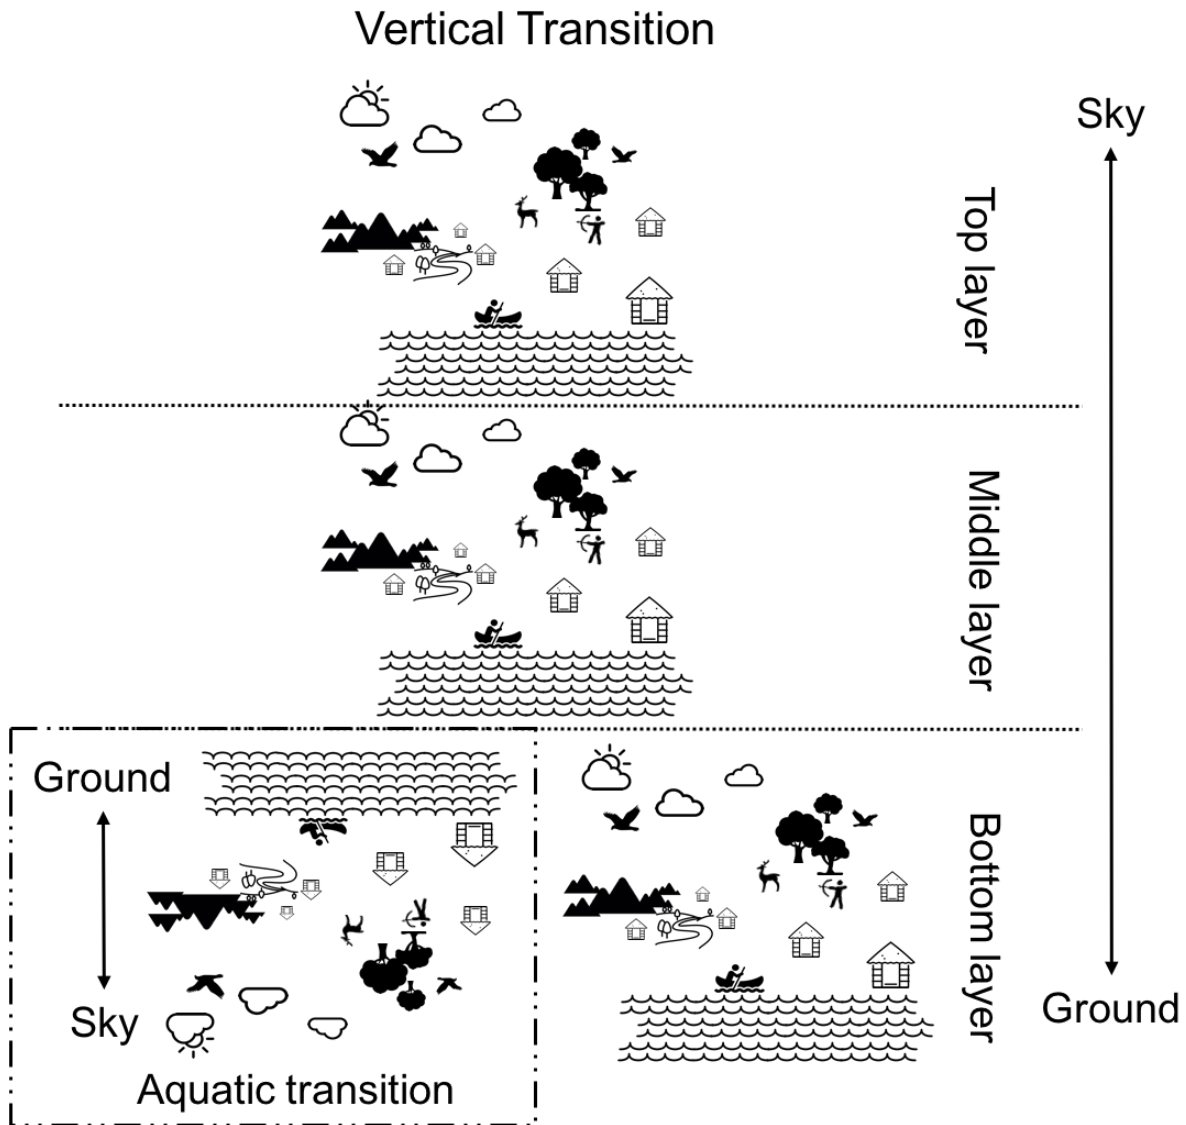 Vertical Transition
Sky
Top layer
Middle layer
Bottom layer
Ground
Ground
Sky
Aquatic transition